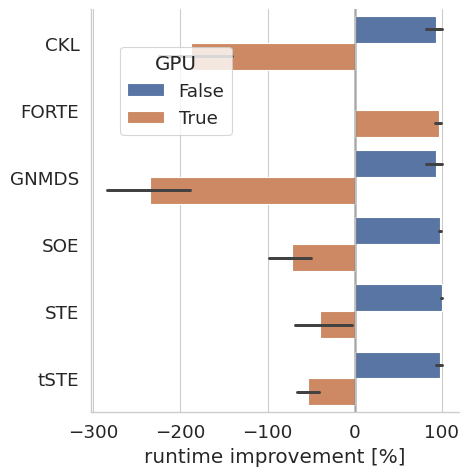 CKL
FORTE
GNMDS
SOE
STE
tSTE
GPU
False
True
−300
−200
−100
0
100
runtime improvement [%]